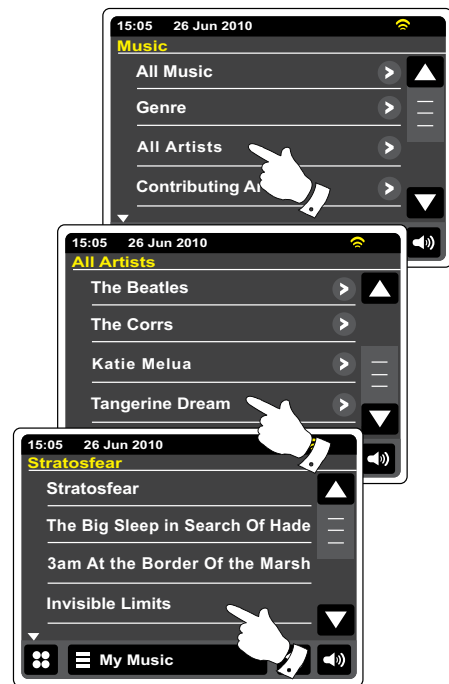 15:05 26 Jun 2010
Music
All Music
Genre
All Artists
Contributing Ar
15:05 26 Jun 2010
All Artists
The Beatles
The Corrs
Katie Melua
Tangerine Dream
15:05 26 Jun 2010
Stratosfear
Stratosfear
The Big Sleep in Search Of Hade
3am At the Border Of the Marsh
Invisible Limits
My Music